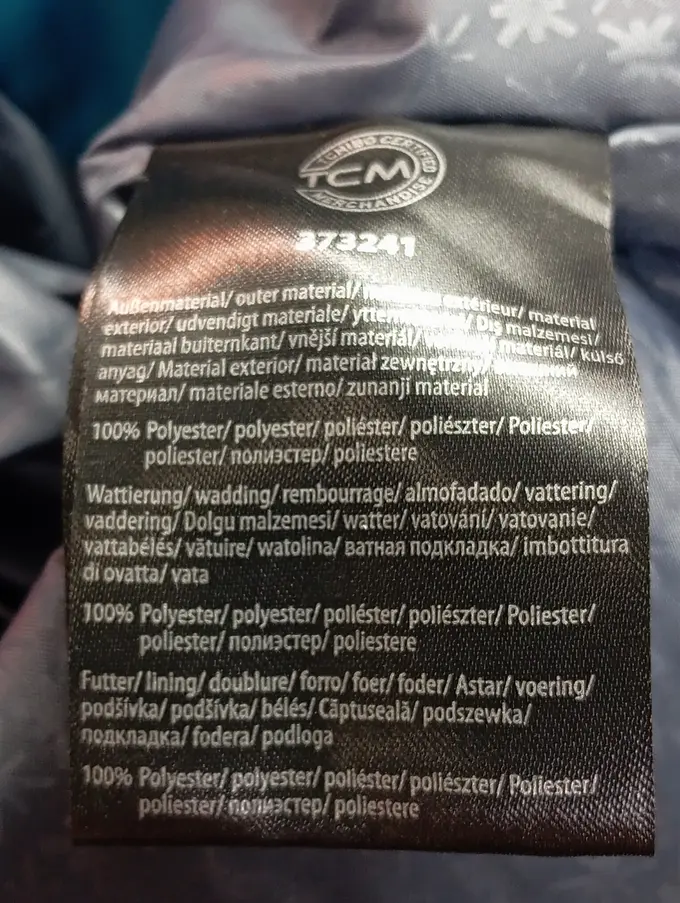 TCHIBO CERTIFIED
TCM
MERCHANDISE
373241
Außenmaterial/ outer material/ extérieur/ material
exterior/ udvendigt materiale/ Dış malzemesi/
materiaal buitenkant/ vnější materiál/ materiál/ külső
anyag/ Material exterior/ materiał zewnętrzny/
материал/ materiale esterno/ zunanji material
100% Polyester/ polyester/ poliéster/ poliészter/ Poliester/
poliester/ полиэстер/ poliestere
Wattierung/ wadding/ rembourrage/ almofadado/ vattering/
vaddering/ Dolgu malzemesi/ watter/ vatování/ vatovanie/
vattabélés/ vătuire/ watolina/ ватная подкладка/ imbottitura
di ovatta/ vata
100% Polyester/ polyester/ poliéster/ poliészter/ Poliester/
poliester/ полиэстер/ poliestere
Futter/ lining/ doublure/ forro/ foer/ foder/ Astar/ voering/
podšívka/ podšívka/ bélés/ Căptuseală/ podszewka/
подкладка/ fodera/ podloga
100% Polyester/ polyester/ poliéster/ poliészter/ Poliester/
poliester/ полиэстер/ poliestere